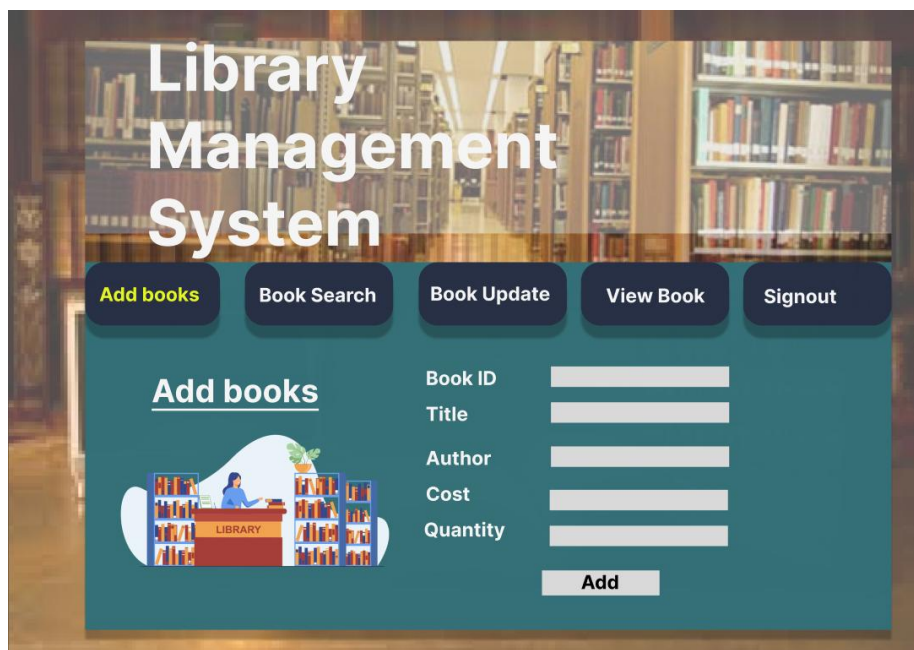 Library
Management
System
Add books
Book Search
Book Update
View Book
Signout
Add books
Book ID
Title
Author
Cost
Quantity
LIBRARY
Add